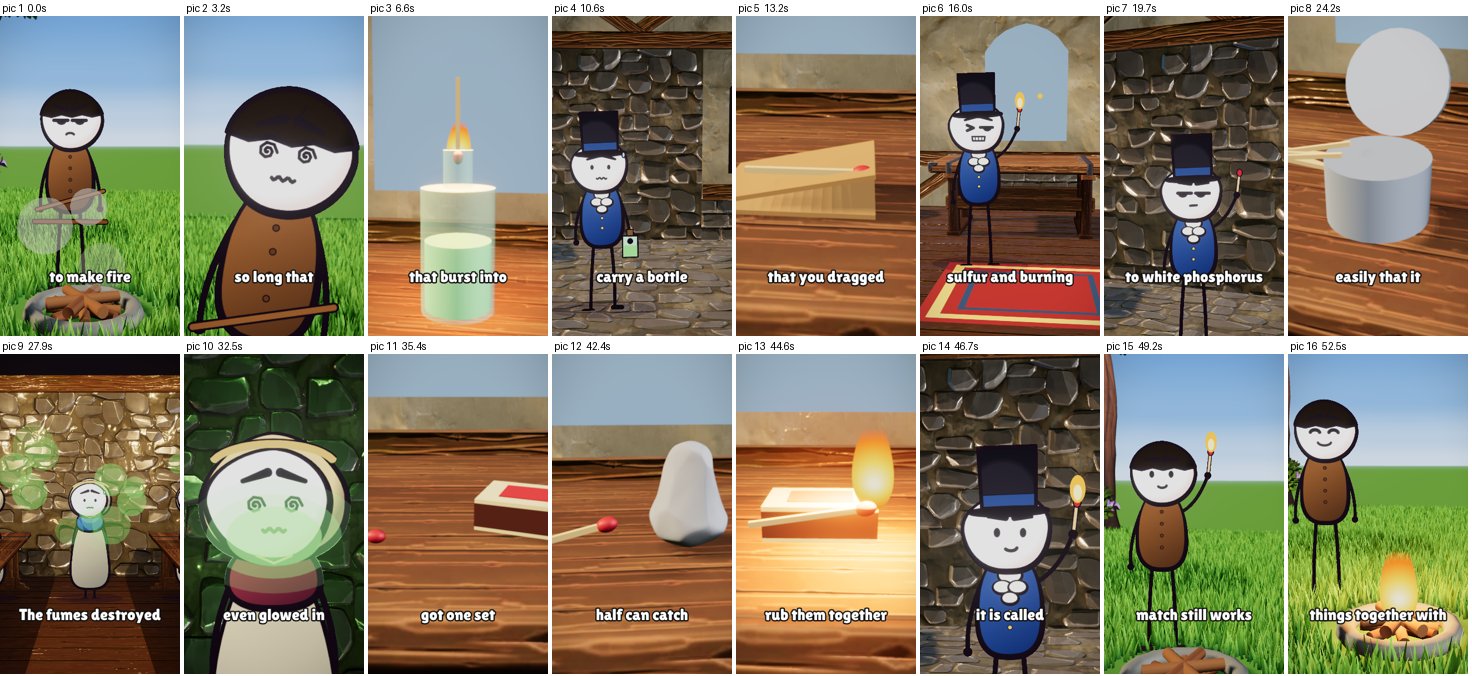 pic 1 0.0s
pic 2 3.2s
pic 3 6.6s
pic 4 10.6s
pic 5 13.2s
pic 6 16.0s
pic 7 19.7s
pic 8 24.2s
to make fire
so long that
that burst into
carry a bottle
that you dragged
sulfur and burning
to white phosphorus
easily that it
pic 9 27.9s
pic 10 32.5s
pic 11 35.4s
pic 12 42.4s
pic 13 44.6s
pic 14 46.7s
pic 15 49.2s
pic 16 52.5s
The fumes destroyed
even glowed in
got one set
half can catch
rub them together
it is called
match still works
things together with